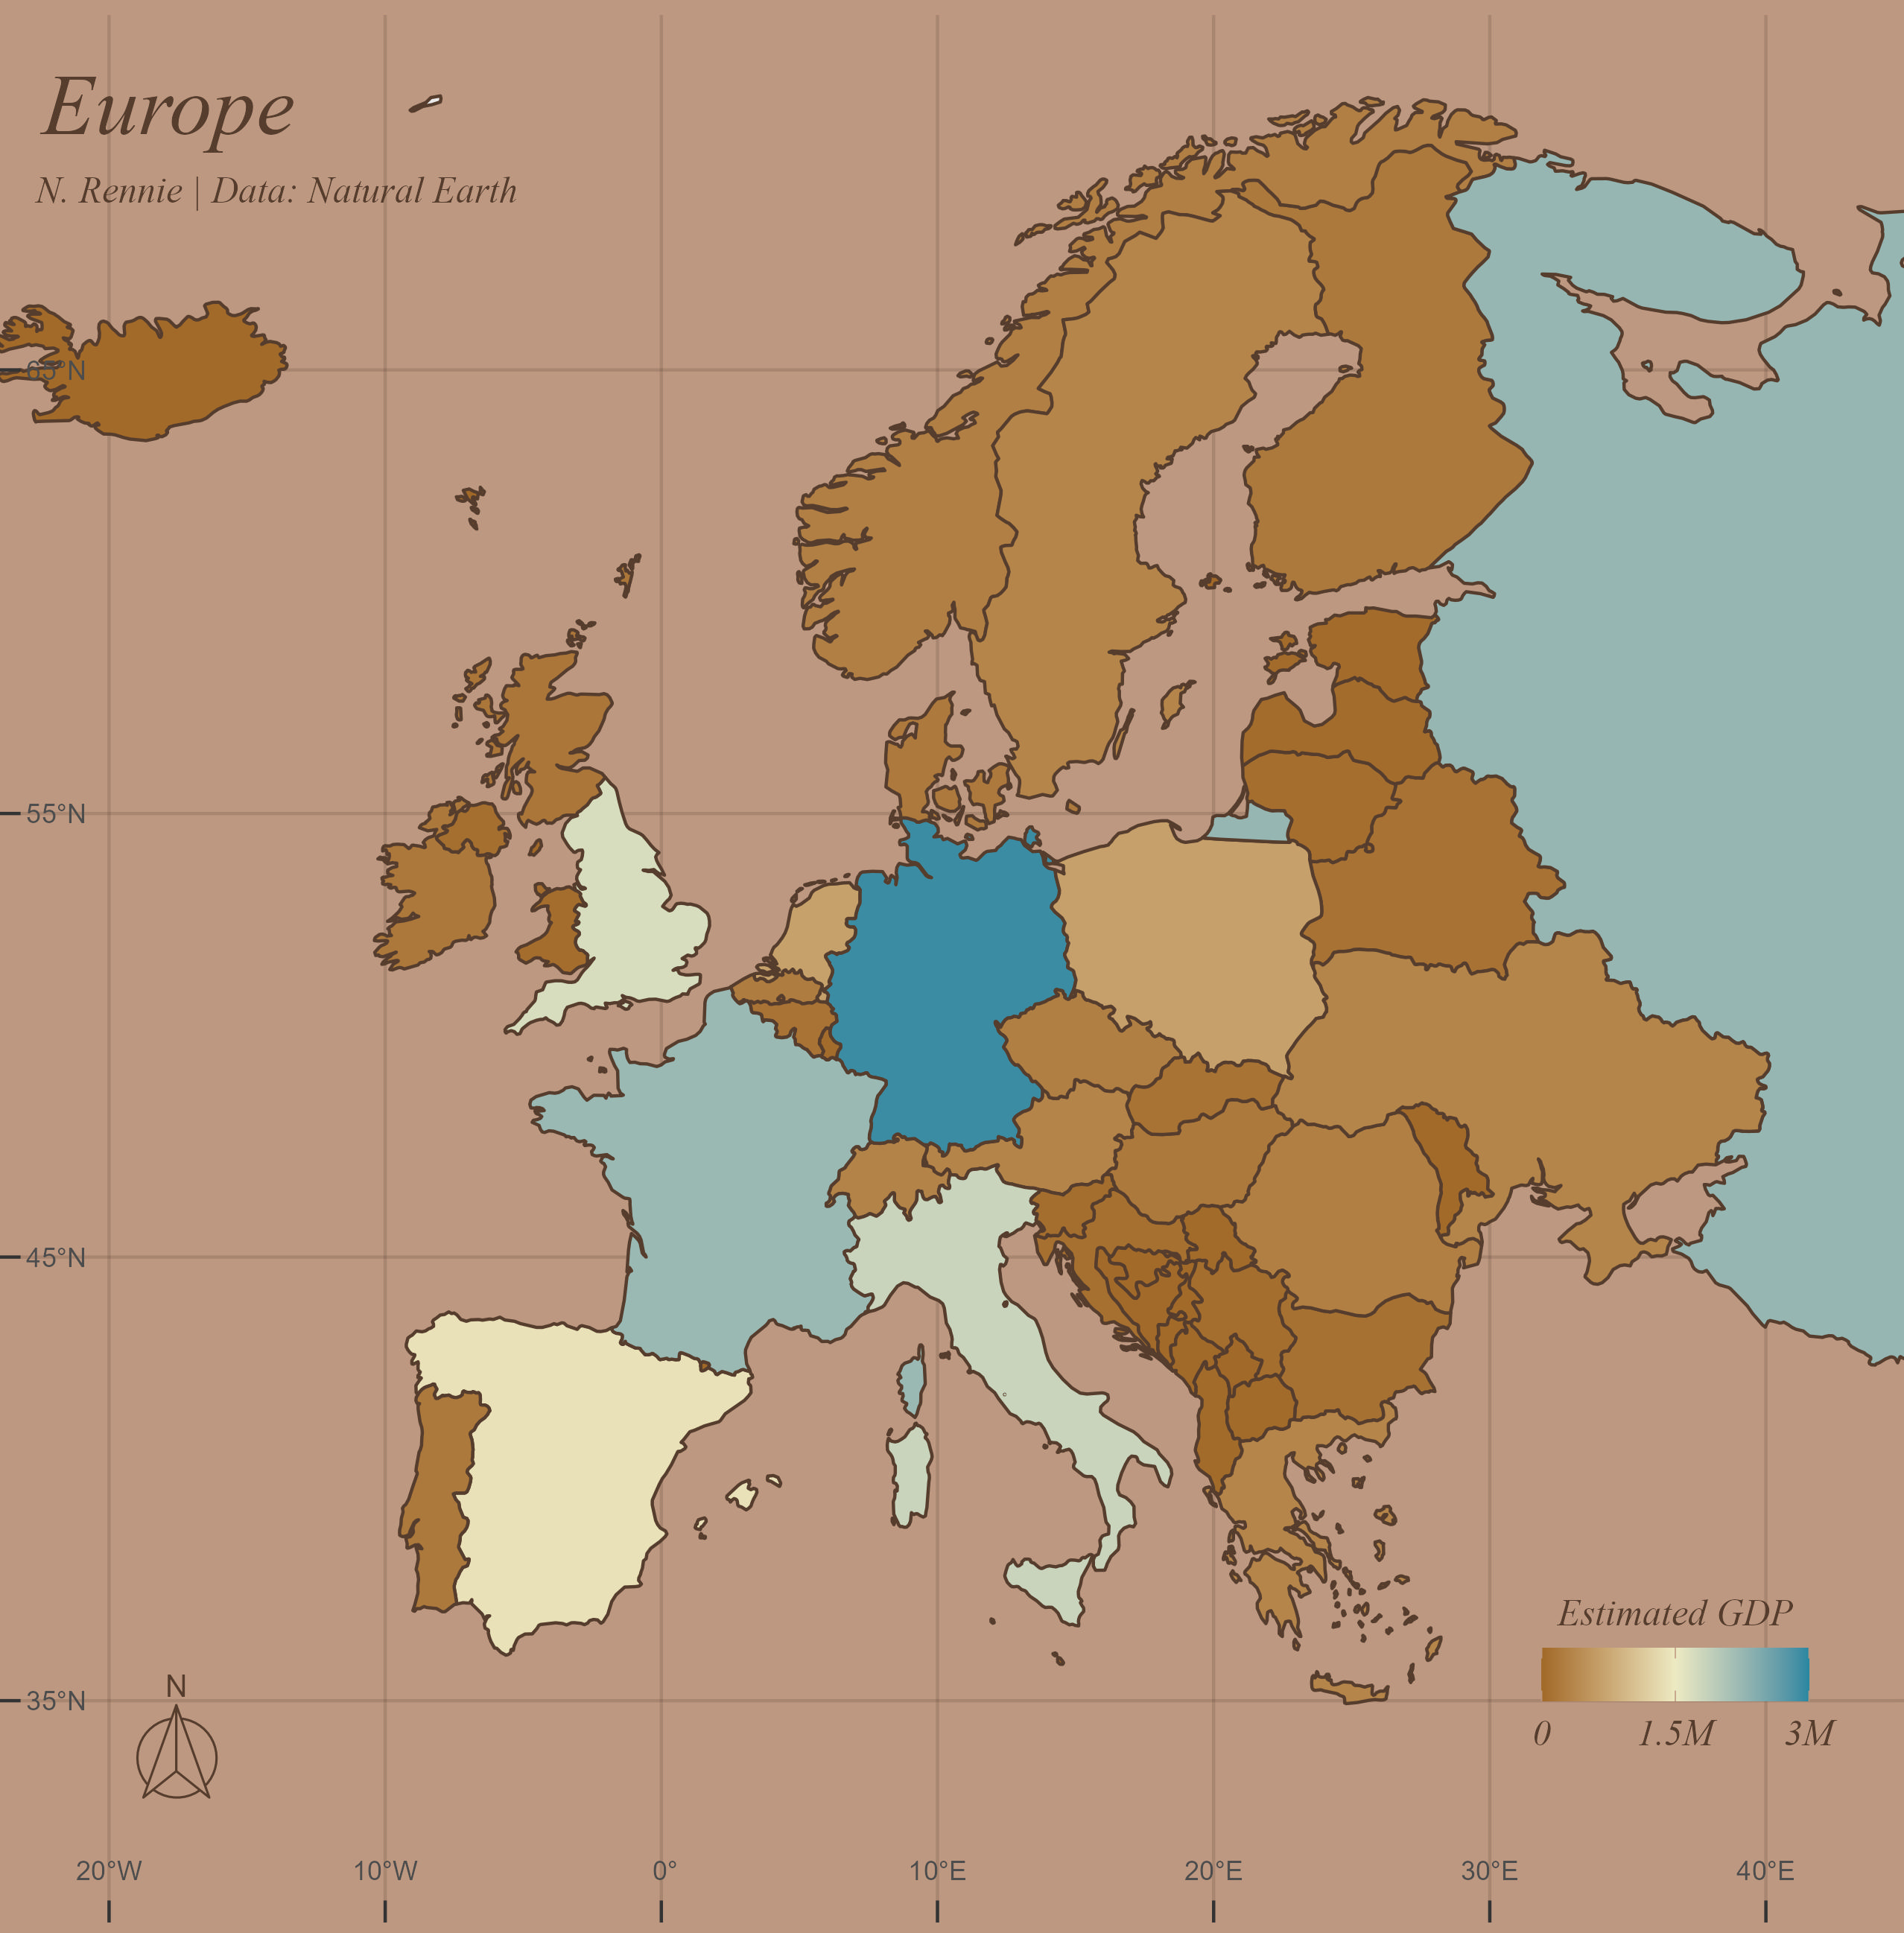 Europe
N. Rennie | Data: Natural Earth
65°N
55°N
45°N
35°N
Estimated GDP
0 1.5M 3M
N
20°W 10°W 0° 10°E 20°E 30°E 40°E